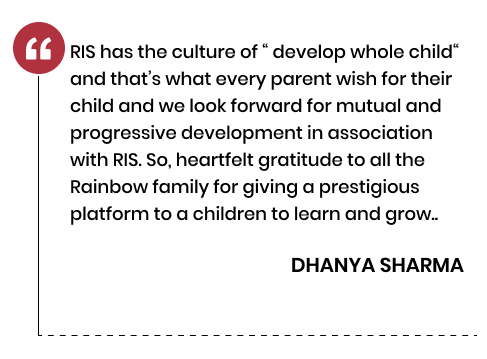 RIS has the culture of “ develop whole child“
and that's what every parent wish for their
child and we look forward for mutual and
progressive development in association
with RIS. So, heartfelt gratitude to all the
Rainbow family for giving a prestigious
platform to a children to learn and grow..
DHANYA SHARMA